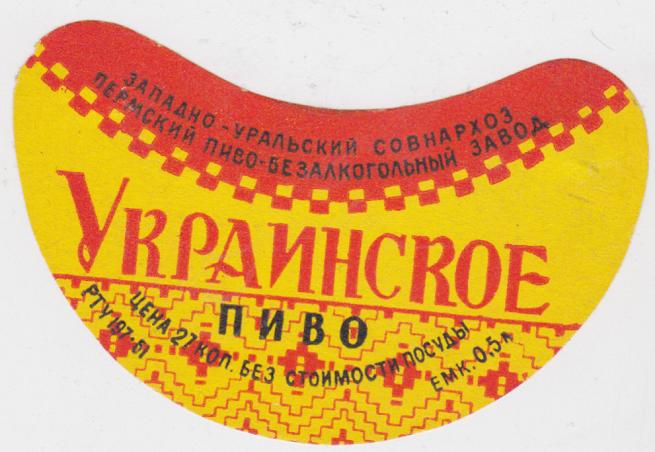 ЗАПАДНО-УРАЛЬСКИЙ СОВНАРХОЗ
ПЕРМСКИЙ ПИВО-БЕЗАЛКОГОЛЬНЫЙ ЗАВОД
УКРАИНСКОЕ
ПИВО
ЦЕНА 27 КОП. БЕЗ СТОИМОСТИ ПОСУДЫ
РТУ 197-61
ЕМК. 0,5 л